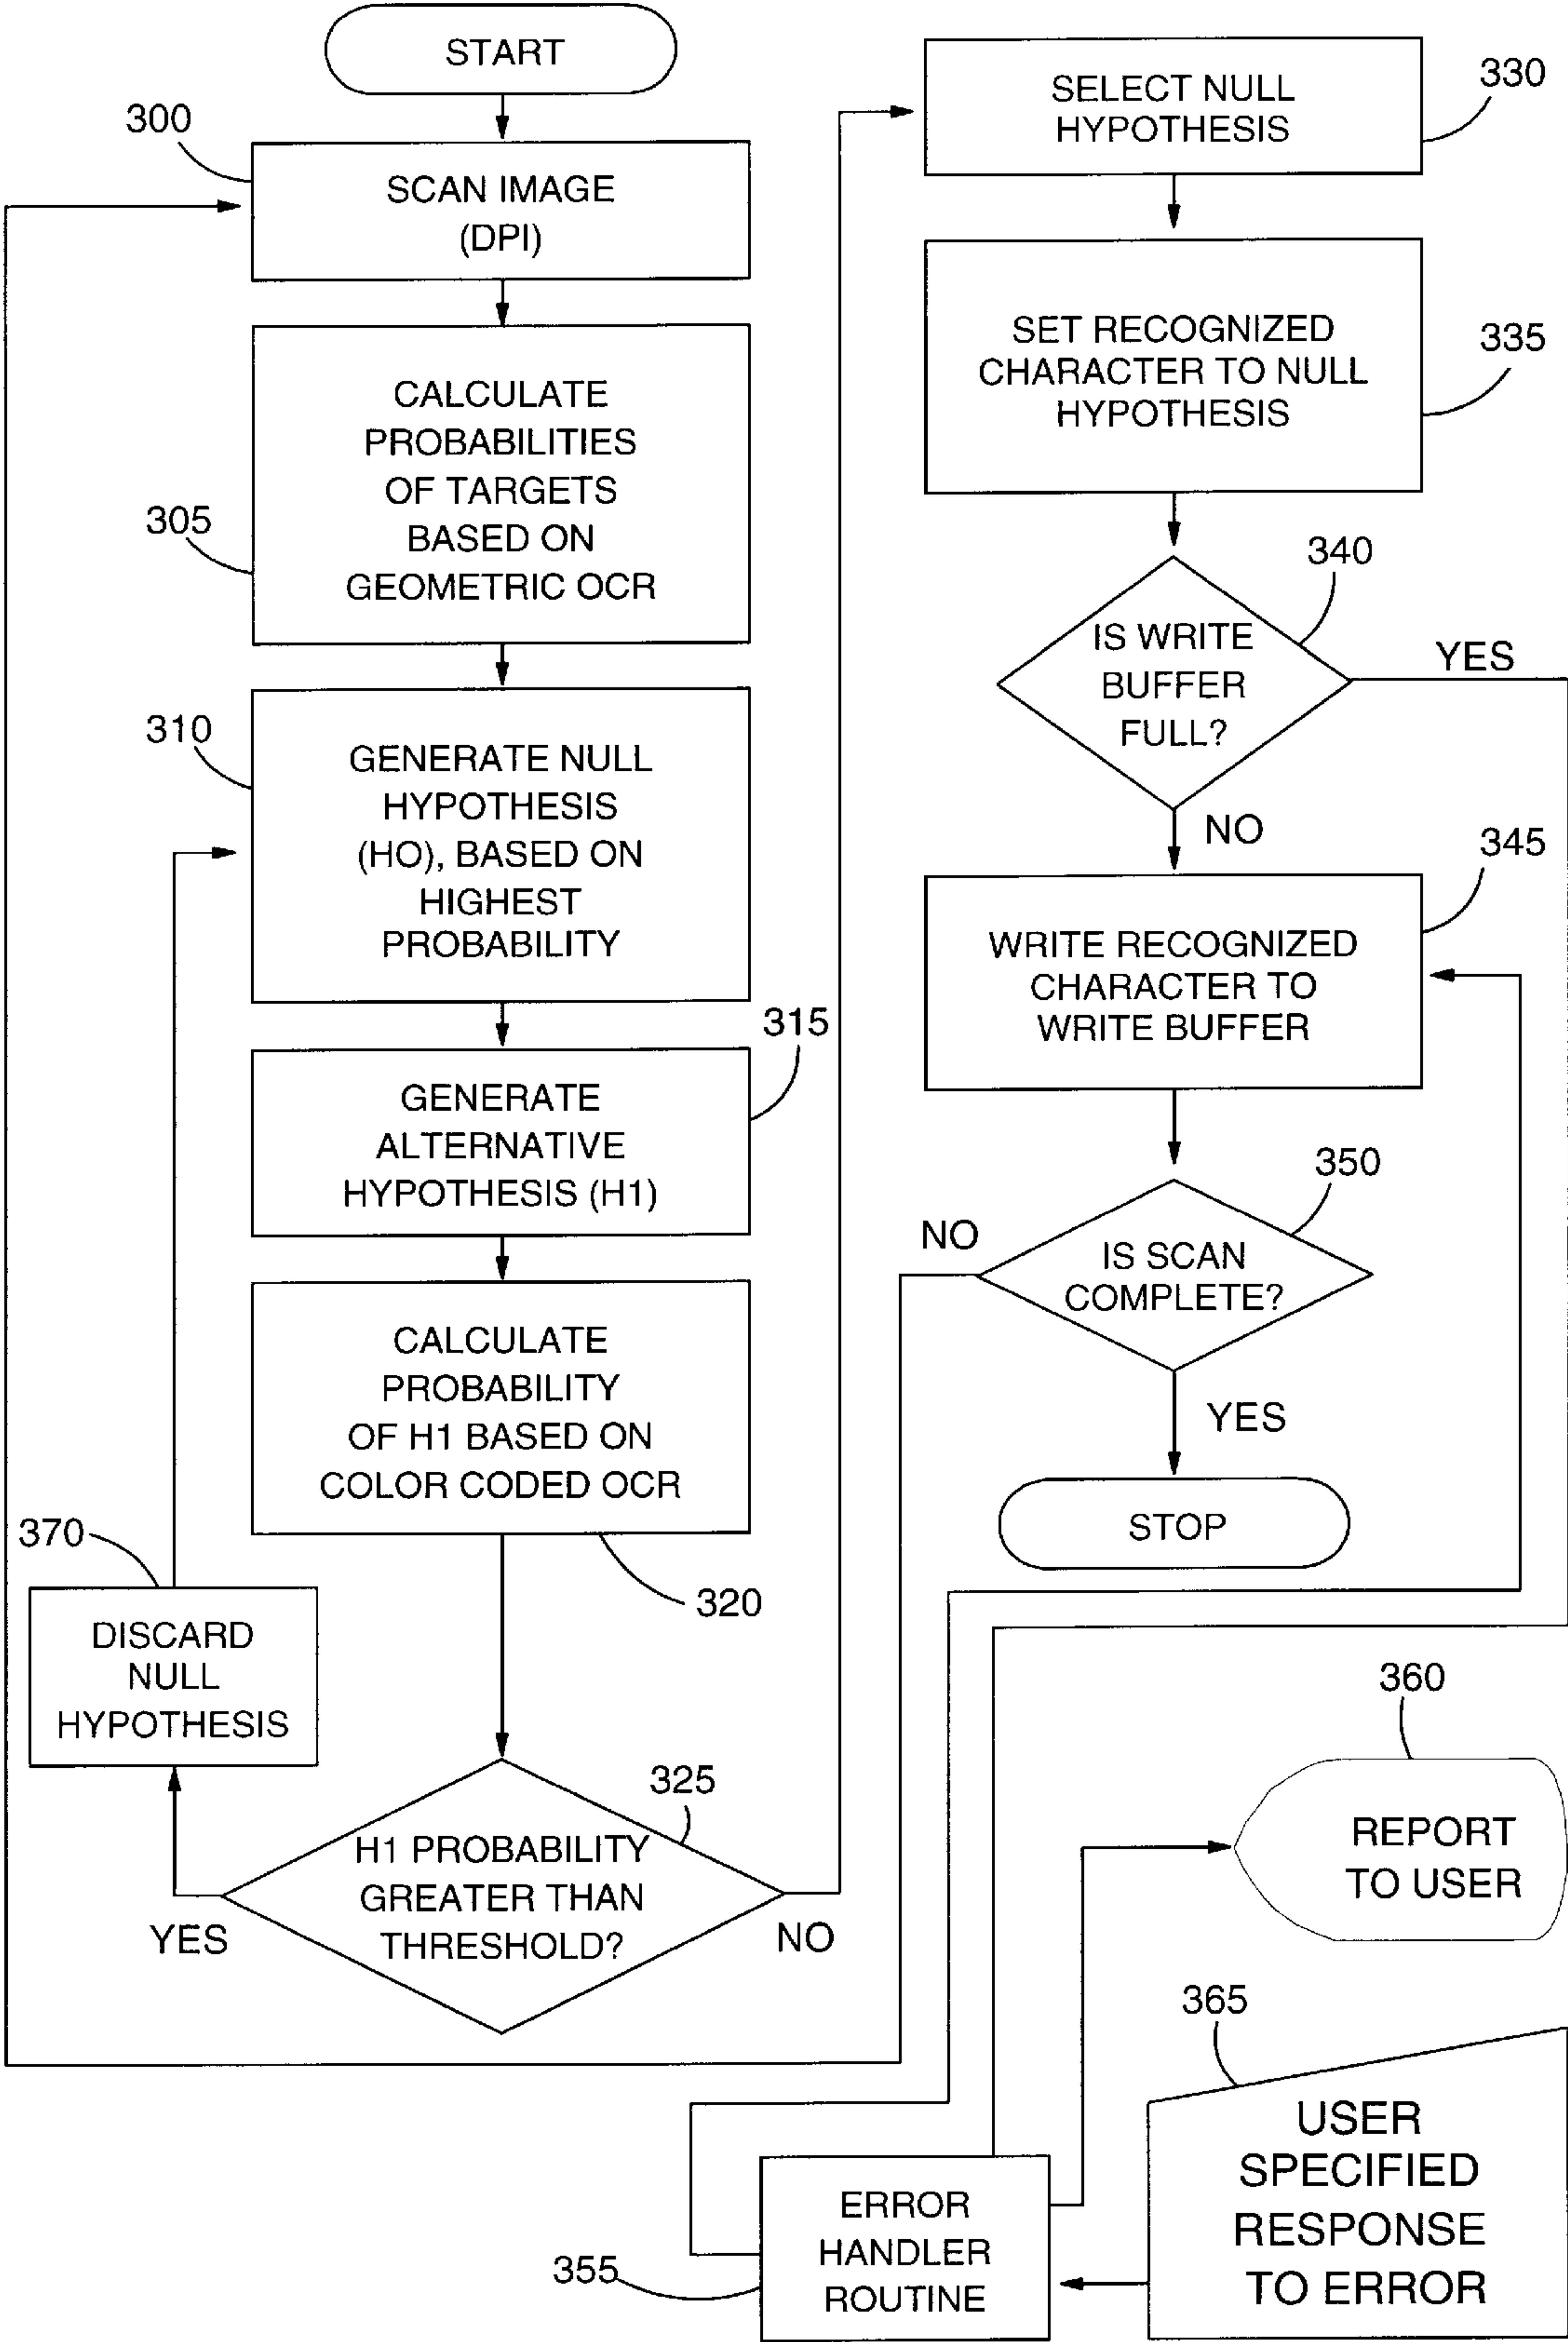 START
300
SCAN IMAGE
(DPI)
CALCULATE
PROBABILITIES
OF TARGETS
BASED ON
GEOMETRIC OCR
305
310
GENERATE NULL
HYPOTHESIS
(HO), BASED ON
HIGHEST
PROBABILITY
315
GENERATE
ALTERNATIVE
HYPOTHESIS (H1)
CALCULATE
PROBABILITY
OF H1 BASED ON
COLOR CODED OCR
320
370
DISCARD
NULL
HYPOTHESIS
325
H1 PROBABILITY
GREATER THAN
THRESHOLD?
YES
NO
330
SELECT NULL
HYPOTHESIS
335
SET RECOGNIZED
CHARACTER TO NULL
HYPOTHESIS
340
IS WRITE
BUFFER
FULL?
YES
NO
345
WRITE RECOGNIZED
CHARACTER TO
WRITE BUFFER
350
NO
IS SCAN
COMPLETE?
YES
STOP
360
REPORT
TO USER
365
USER
SPECIFIED
RESPONSE
TO ERROR
ERROR
HANDLER
ROUTINE
355